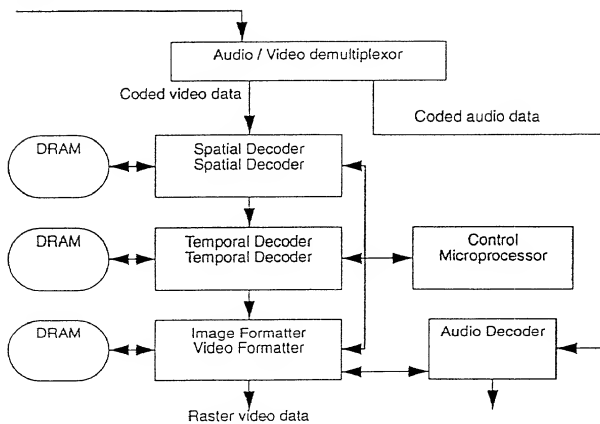 Audio / Video demultiplexor
Coded video data
Coded audio data
DRAM
Spatial Decoder
Spatial Decoder
DRAM
Temporal Decoder
Temporal Decoder
Control
Microprocessor
DRAM
Image Formatter
Video Formatter
Audio Decoder
Raster video data